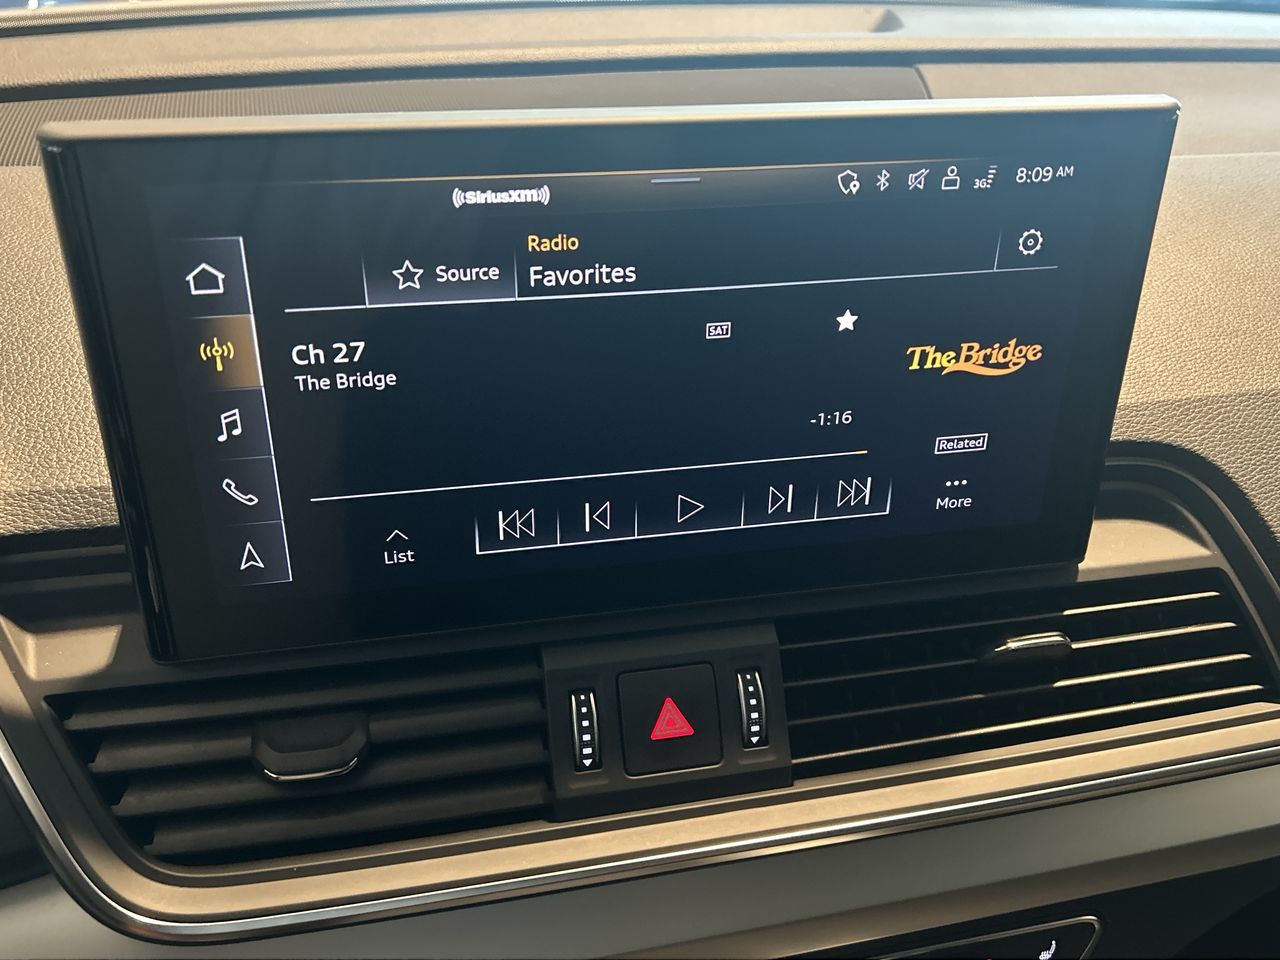 SiriusXM
3G
8:09 AM
Source
Radio
Favorites
Ch 27
The Bridge
SAT
The Bridge
-1:16
Related
List
More